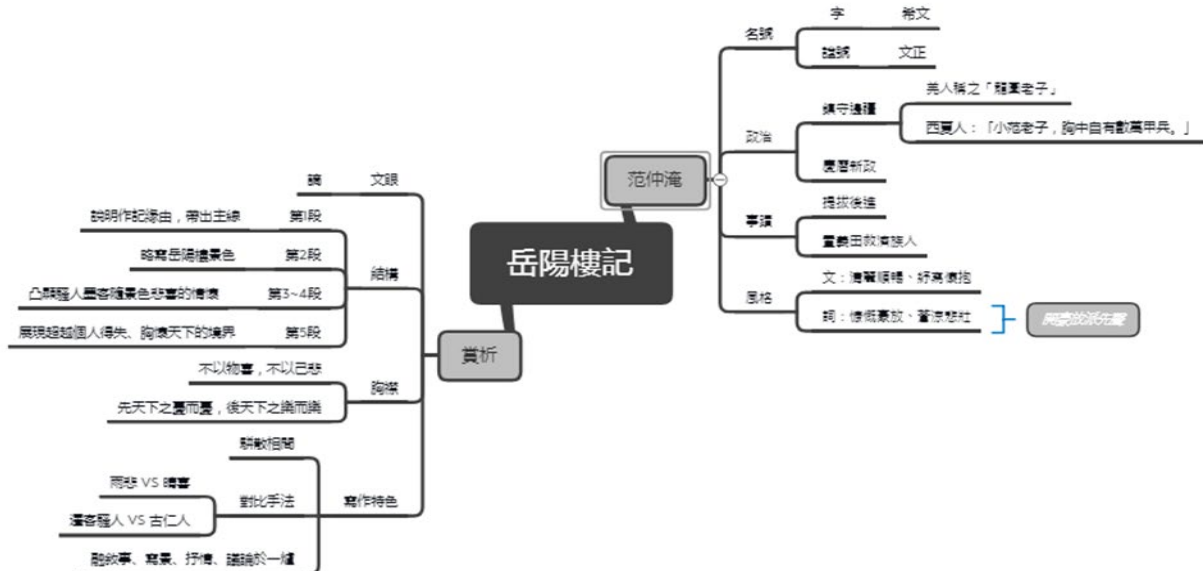 岳陽樓記
范仲淹
名號
字
希文
諡號
文正
政治
鎮守邊疆
羌人稱之「龍圖老子」
西夏人：「小范老子，胸中自有數萬甲兵。」
慶曆新政
事蹟
提拔後進
置義田救濟族人
風格
文：清麗順暢、紓寫懷抱
詞：慷慨豪放、蒼涼悲壯
開豪放派先聲
賞析
文眼
謫
結構
第1段
說明作記緣由，帶出主線
第2段
略寫岳陽樓景色
第3~4段
凸顯騷人墨客隨景色悲喜的情懷
第5段
展現超越個人得失、胸懷天下的境界
胸襟
不以物喜，不以己悲
先天下之憂而憂，後天下之樂而樂
寫作特色
駢散相間
對比手法
雨悲 VS 晴喜
遷客騷人 VS 古仁人
融敘事、寫景、抒情、議論於一爐